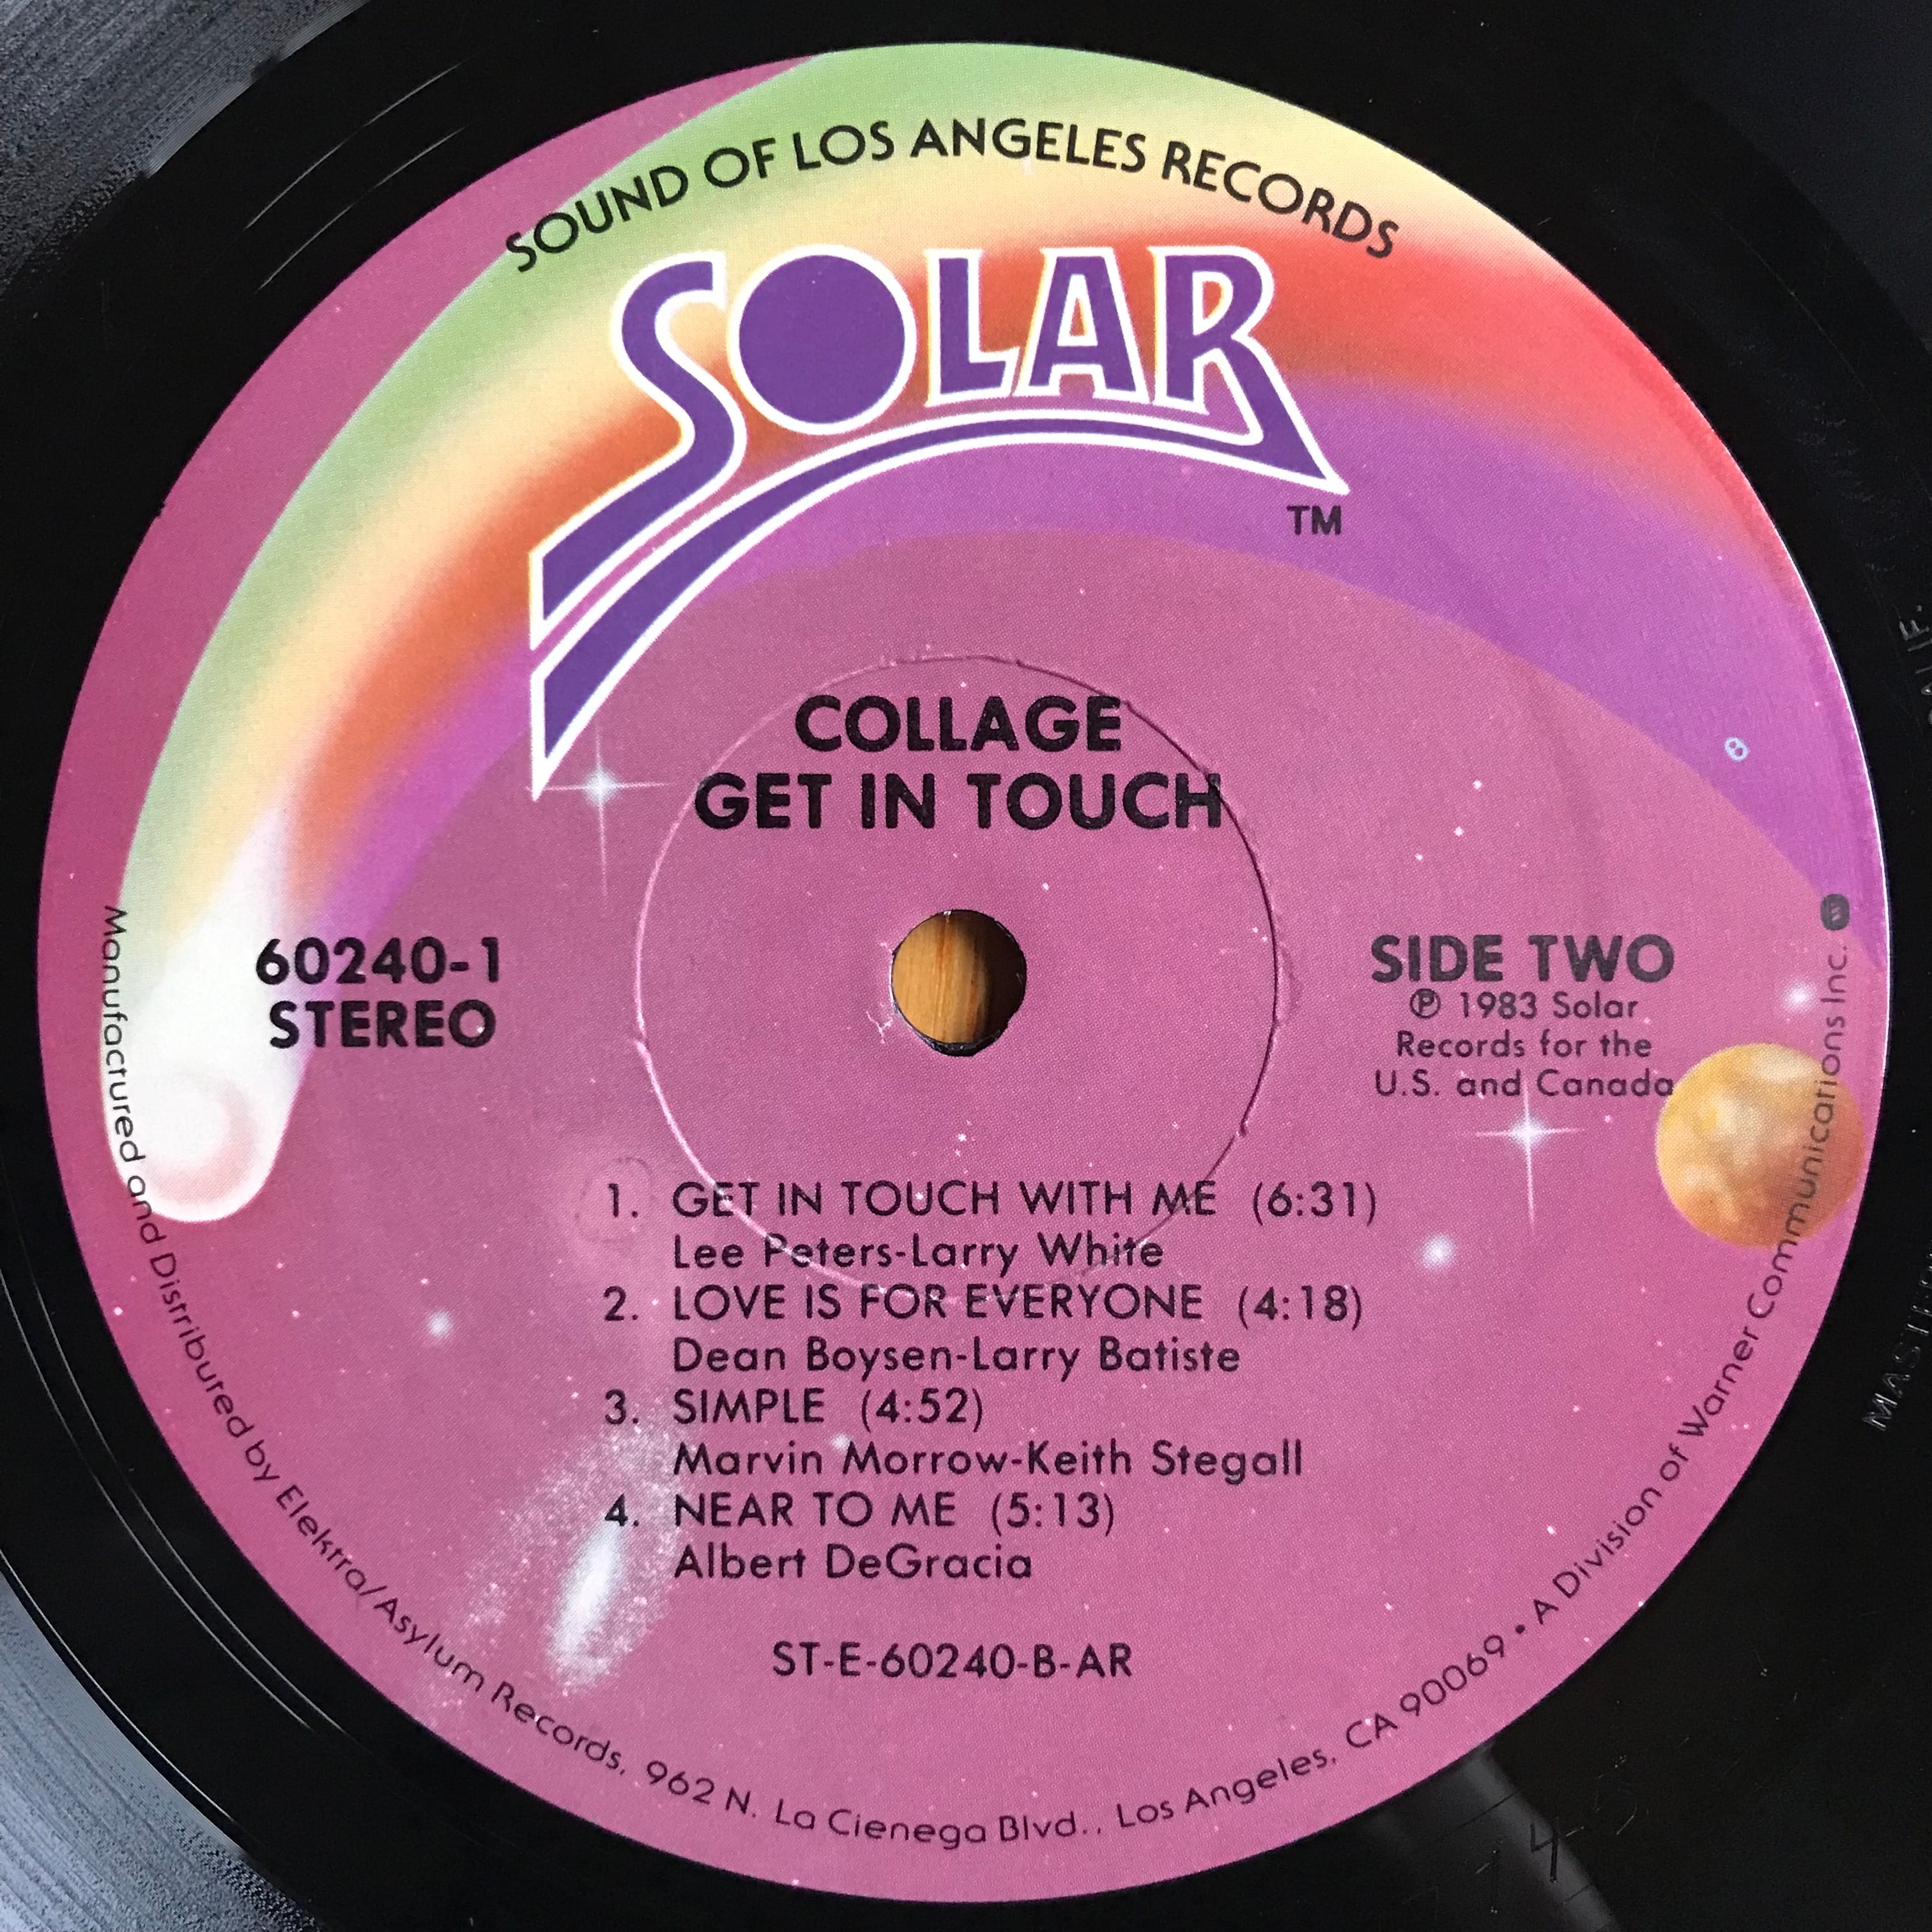 SOUND OF LOS ANGELES RECORDS
SOLAR
TM
COLLAGE
GET IN TOUCH
8
60240-1
STEREO
SIDE TWO
℗ 1983 Solar
Records for the
U.S. and Canada
1. GET IN TOUCH WITH ME (6:31)
Lee Peters-Larry White
2. LOVE IS FOR EVERYONE (4:18)
Dean Boysen-Larry Batiste
3. SIMPLE (4:52)
Marvin Morrow-Keith Stegall
4. NEAR TO ME (5:13)
Albert DeGracia
ST-E-60240-B-AR
Manufactured and Distributed by Elektra/Asylum Records, 962 N. La Cienega Blvd., Los Angeles, CA 90069 • A Division of Warner Communications Inc.